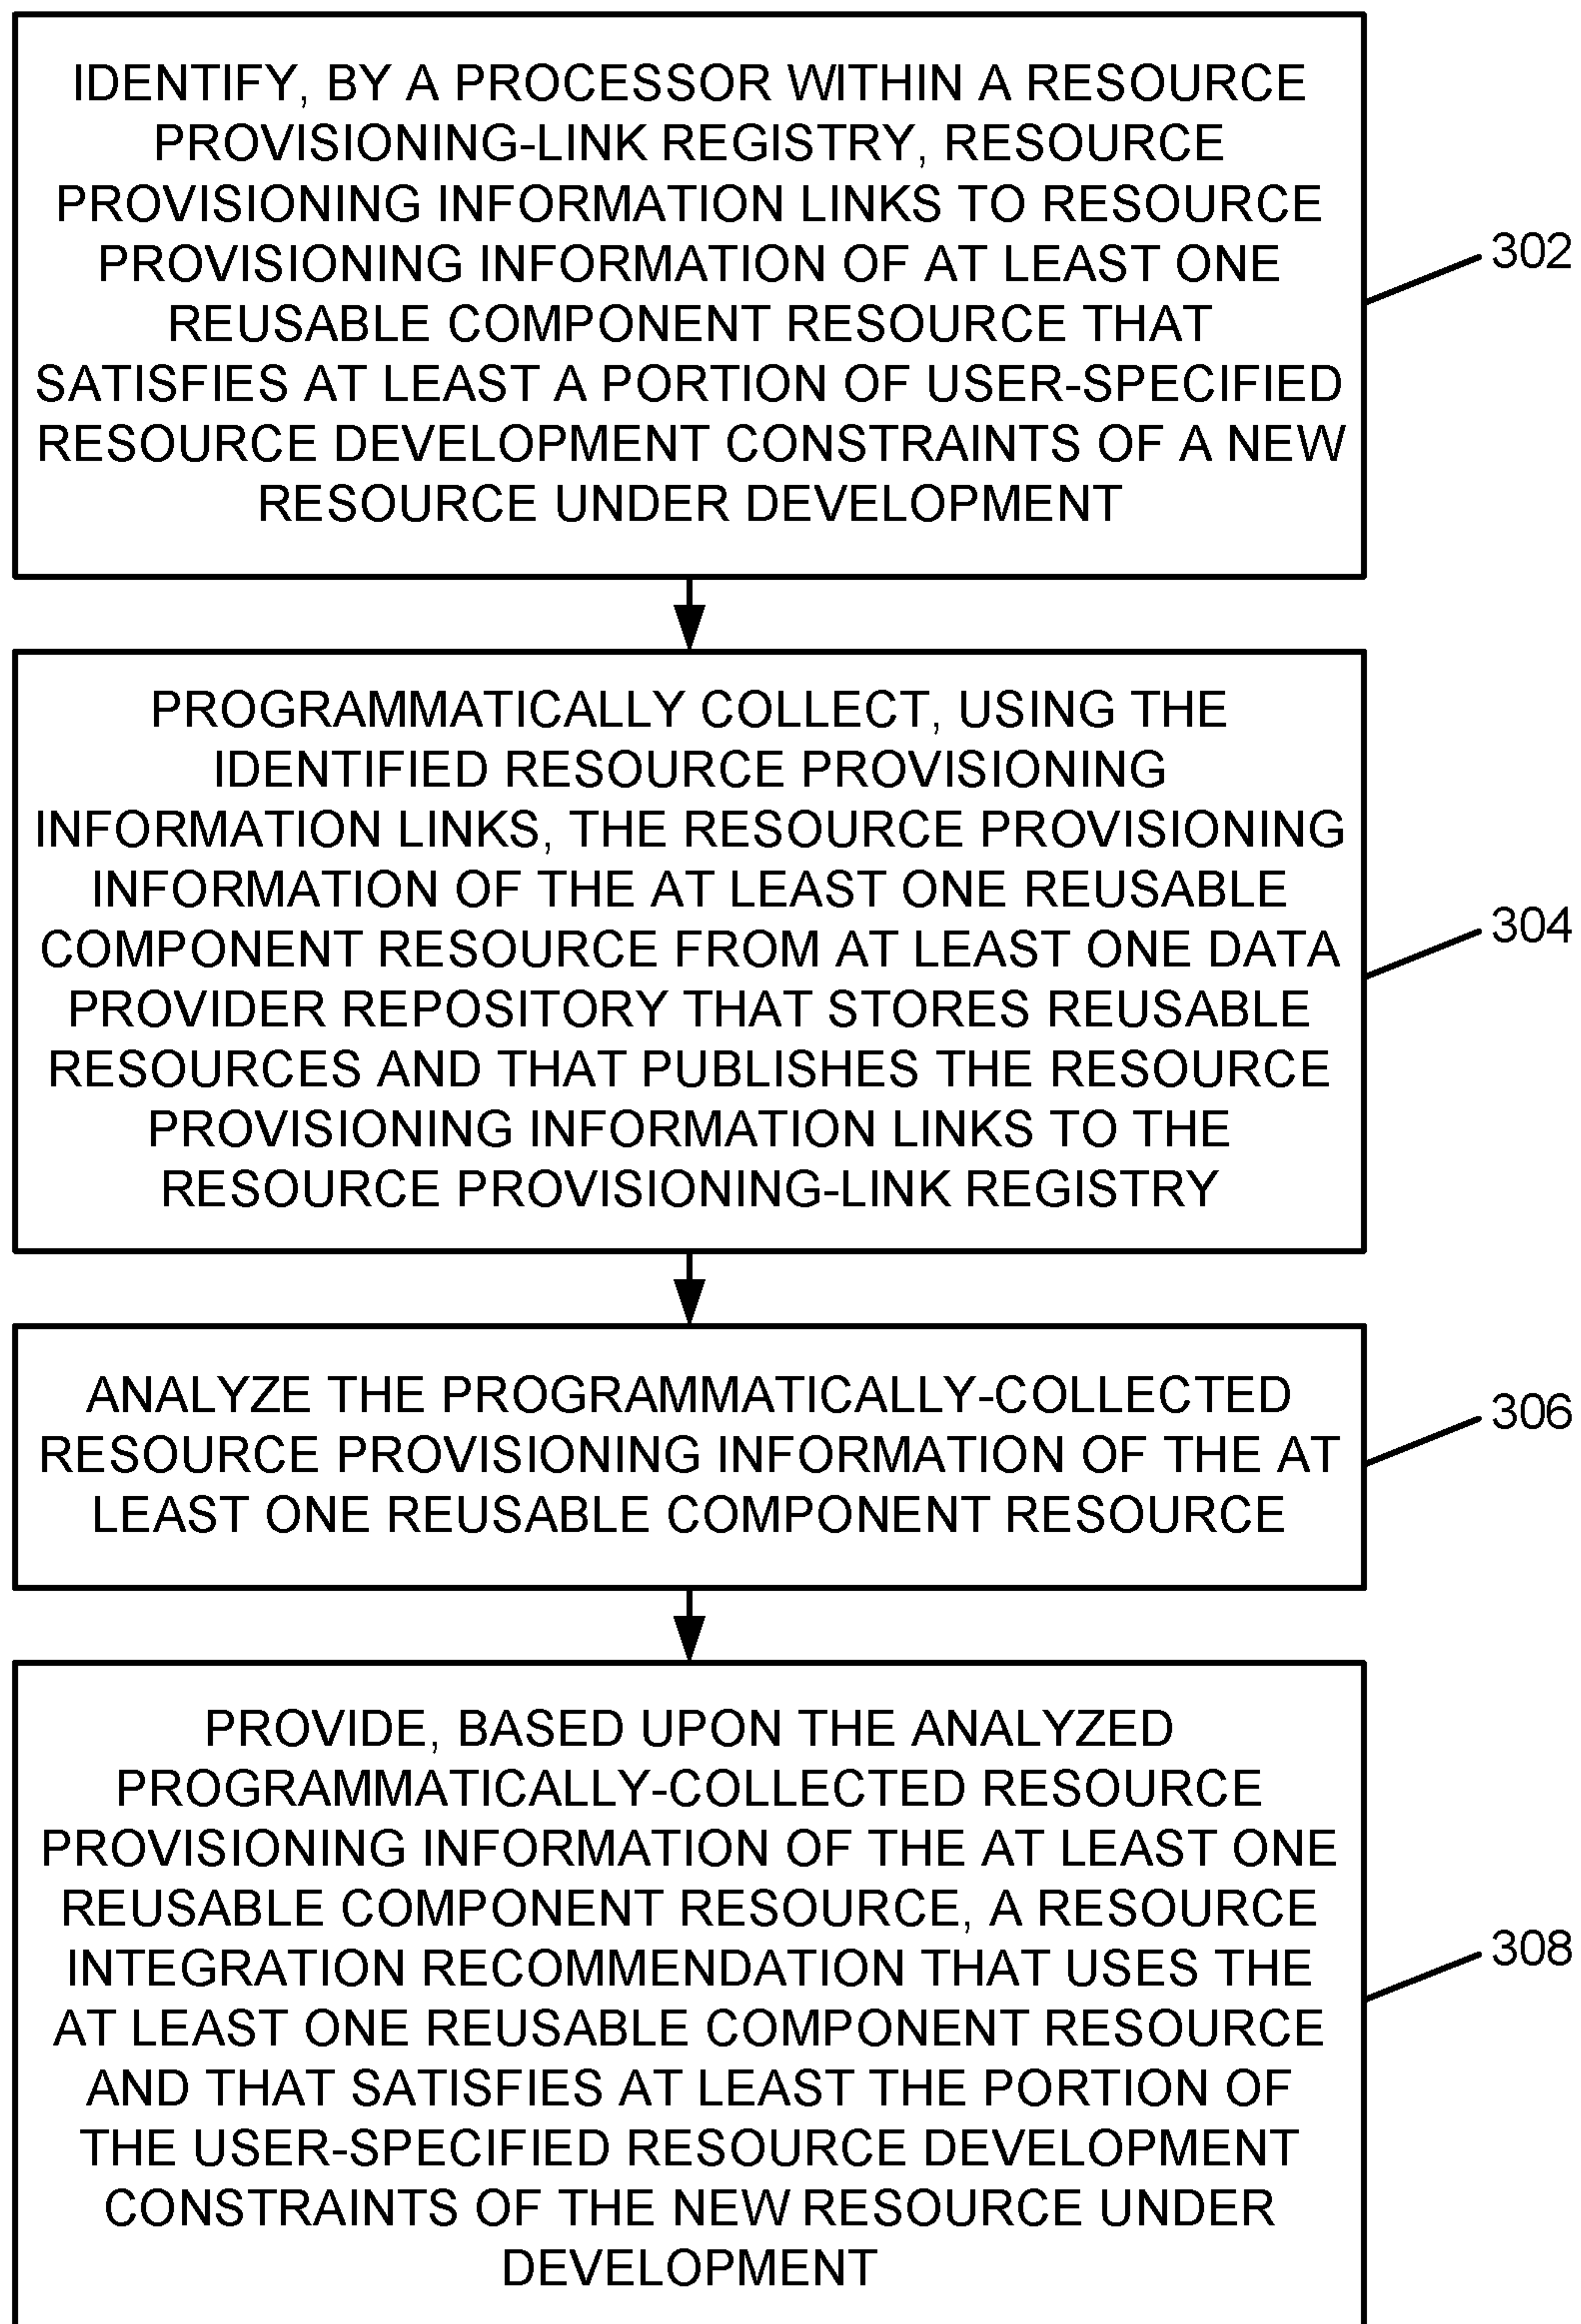 IDENTIFY, BY A PROCESSOR WITHIN A RESOURCE
PROVISIONING-LINK REGISTRY, RESOURCE
PROVISIONING INFORMATION LINKS TO RESOURCE
PROVISIONING INFORMATION OF AT LEAST ONE
REUSABLE COMPONENT RESOURCE THAT
SATISFIES AT LEAST A PORTION OF USER-SPECIFIED
RESOURCE DEVELOPMENT CONSTRAINTS OF A NEW
RESOURCE UNDER DEVELOPMENT
302
PROGRAMMATICALLY COLLECT, USING THE
IDENTIFIED RESOURCE PROVISIONING
INFORMATION LINKS, THE RESOURCE PROVISIONING
INFORMATION OF THE AT LEAST ONE REUSABLE
COMPONENT RESOURCE FROM AT LEAST ONE DATA
PROVIDER REPOSITORY THAT STORES REUSABLE
RESOURCES AND THAT PUBLISHES THE RESOURCE
PROVISIONING INFORMATION LINKS TO THE
RESOURCE PROVISIONING-LINK REGISTRY
304
ANALYZE THE PROGRAMMATICALLY-COLLECTED
RESOURCE PROVISIONING INFORMATION OF THE AT
LEAST ONE REUSABLE COMPONENT RESOURCE
306
PROVIDE, BASED UPON THE ANALYZED
PROGRAMMATICALLY-COLLECTED RESOURCE
PROVISIONING INFORMATION OF THE AT LEAST ONE
REUSABLE COMPONENT RESOURCE, A RESOURCE
INTEGRATION RECOMMENDATION THAT USES THE
AT LEAST ONE REUSABLE COMPONENT RESOURCE
AND THAT SATISFIES AT LEAST THE PORTION OF
THE USER-SPECIFIED RESOURCE DEVELOPMENT
CONSTRAINTS OF THE NEW RESOURCE UNDER
DEVELOPMENT
308